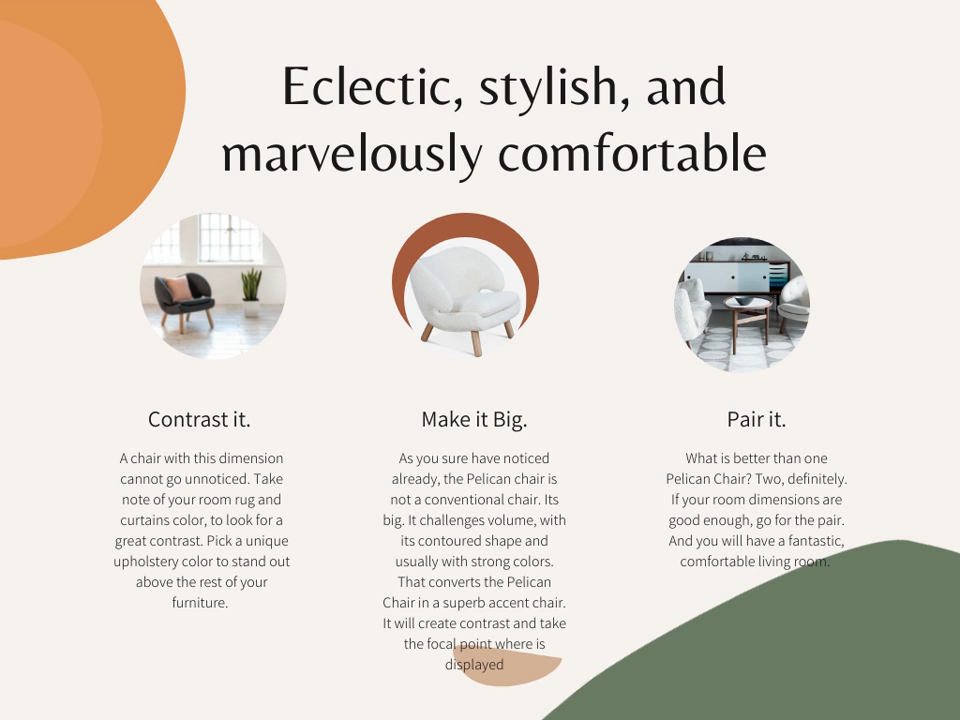 Eclectic, stylish, and
marvelously comfortable
Contrast it.
A chair with this dimension
cannot go unnoticed. Take
note of your room rug and
curtains color, to look for a
great contrast. Pick a unique
upholstery color to stand out
above the rest of your
furniture.
Make it Big.
As you sure have noticed
already, the Pelican chair is
not a conventional chair. Its
big. It challenges volume, with
its contoured shape and
usually with strong colors.
That converts the Pelican
Chair in a superb accent chair.
It will create contrast and take
the focal point where is
displayed
Pair it.
What is better than one
Pelican Chair? Two, definitely.
If your room dimensions are
good enough, go for the pair.
And you will have a fantastic,
comfortable living room.